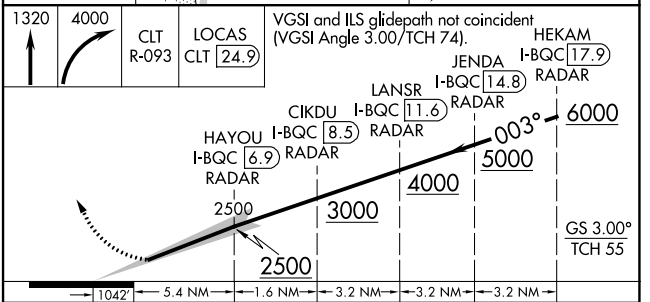 1320
4000
CLT
R-093
LOCAS
CLT 24.9
VGSI and ILS glidepath not coincident
(VGSI Angle 3.00/TCH 74).
HEKAM
I-BQC 17.9
RADAR
JENDA
I-BQC 14.8
RADAR
LANSR
I-BQC 11.6
RADAR
CIKDU
I-BQC 8.5
RADAR
HAYOU
I-BQC 6.9
RADAR
003°
6000
5000
4000
3000
2500
2500
GS 3.00°
TCH 55
1042'
5.4 NM
1.6 NM
3.2 NM
3.2 NM
3.2 NM